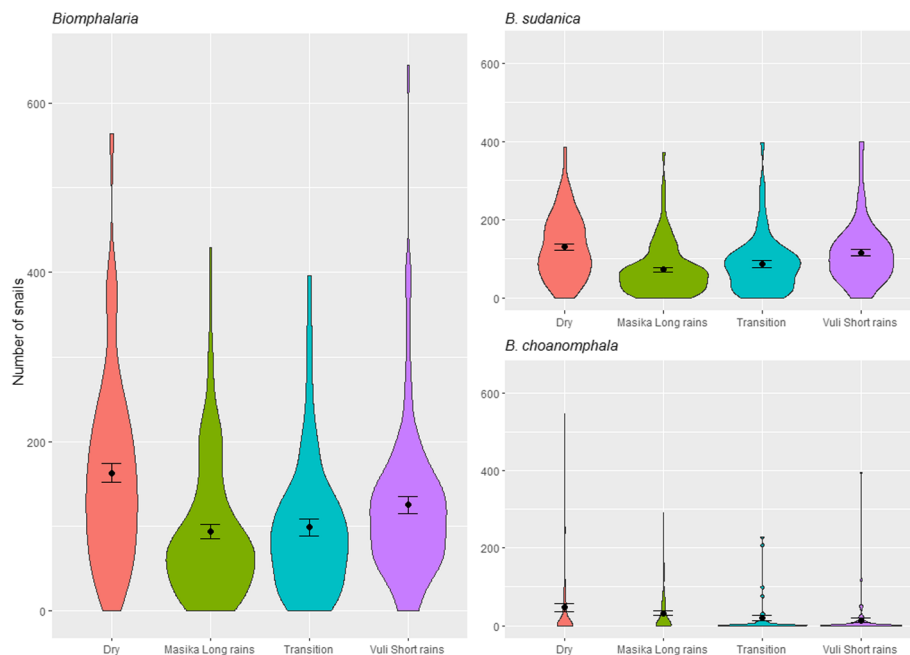 Biomphalaria
Number of snails
600
400
200
0
Dry
Masika Long rains
Transition
Vuli Short rains
B. sudanica
600
400
200
0
Dry
Masika Long rains
Transition
Vuli Short rains
B. choanomphala
600
400
200
0
Dry
Masika Long rains
Transition
Vuli Short rains